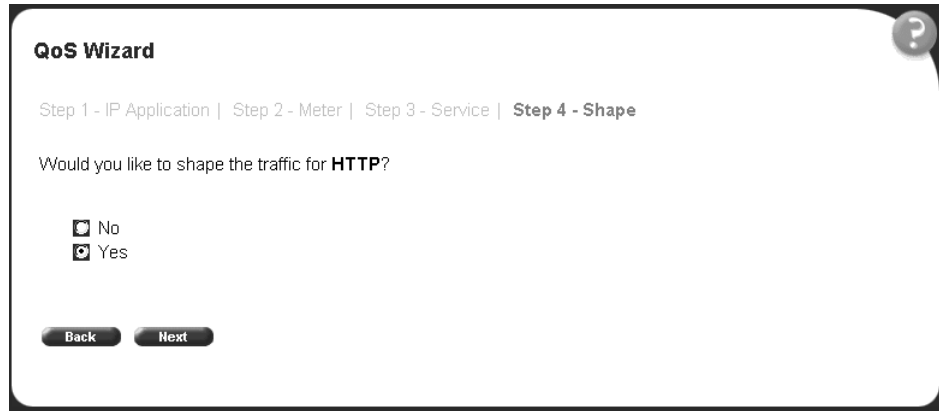 ?
QoS Wizard
Step 1 - IP Application | Step 2 - Meter | Step 3 - Service | Step 4 - Shape
Would you like to shape the traffic for HTTP?
No
Yes
Back Next